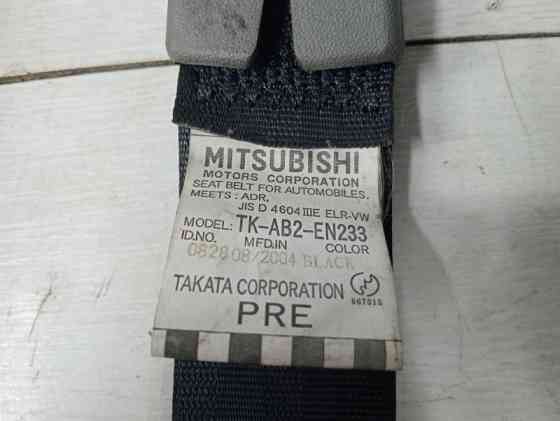 MITSUBISHI
MOTORS CORPORATION
SEAT BELT FOR AUTOMOBILES.
MEETS: ADR,
JIS D 4604 IIIE ELR-VW
MODEL: TK-AB2-EN233
ID.NO. MFD.IN COLOR
0828 08/2004 BLACK
TAKATA CORPORATION
PRE